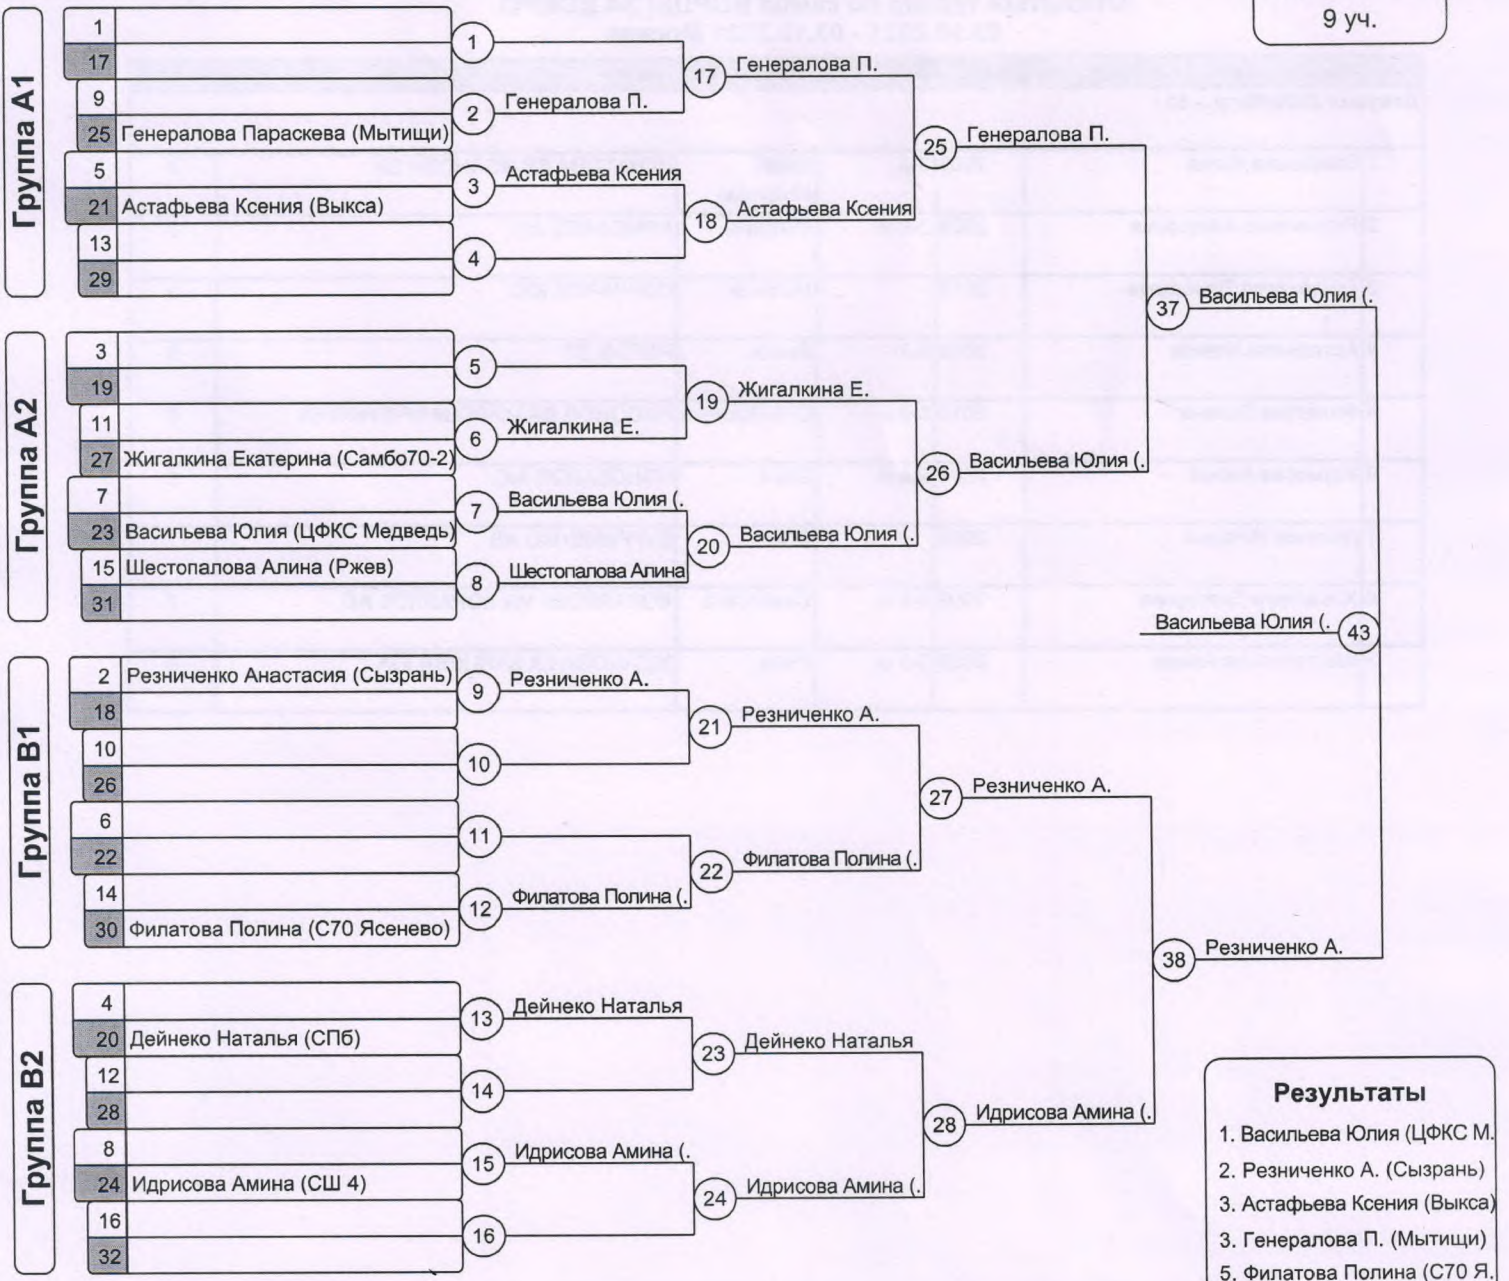 9 уч.
Группа A1
1
17
9
25 Генералова Параскева (Мытищи)
5
21 Астафьева Ксения (Выкса)
13
29
1
2 Генералова П.
3 Астафьева Ксения
4
17 Генералова П.
18 Астафьева Ксения
25 Генералова П.
Группа A2
3
19
11
27 Жигалкина Екатерина (Самбо70-2)
7
23 Васильева Юлия (ЦФКС Медведь)
15 Шестопалова Алина (Ржев)
31
5
6 Жигалкина Е.
7 Васильева Юлия (.
8 Шестопалова Алина
19 Жигалкина Е.
20 Васильева Юлия (.
26 Васильева Юлия (.
37 Васильева Юлия (.
Васильева Юлия (. 43
Группа B1
2 Резниченко Анастасия (Сызрань)
18
10
26
6
22
14
30 Филатова Полина (С70 Ясенево)
9 Резниченко А.
10
11
12 Филатова Полина (.
21 Резниченко А.
22 Филатова Полина (.
27 Резниченко А.
38 Резниченко А.
Группа B2
4
20 Дейнеко Наталья (СПб)
12
28
8
24 Идрисова Амина (СШ 4)
16
32
13 Дейнеко Наталья
14
15 Идрисова Амина (.
16
23 Дейнеко Наталья
24 Идрисова Амина (.
28 Идрисова Амина (.
Результаты
1. Васильева Юлия (ЦФКС М.
2. Резниченко А. (Сызрань)
3. Астафьева Ксения (Выкса)
3. Генералова П. (Мытищи)
5. Филатова Полина (С70 Я.